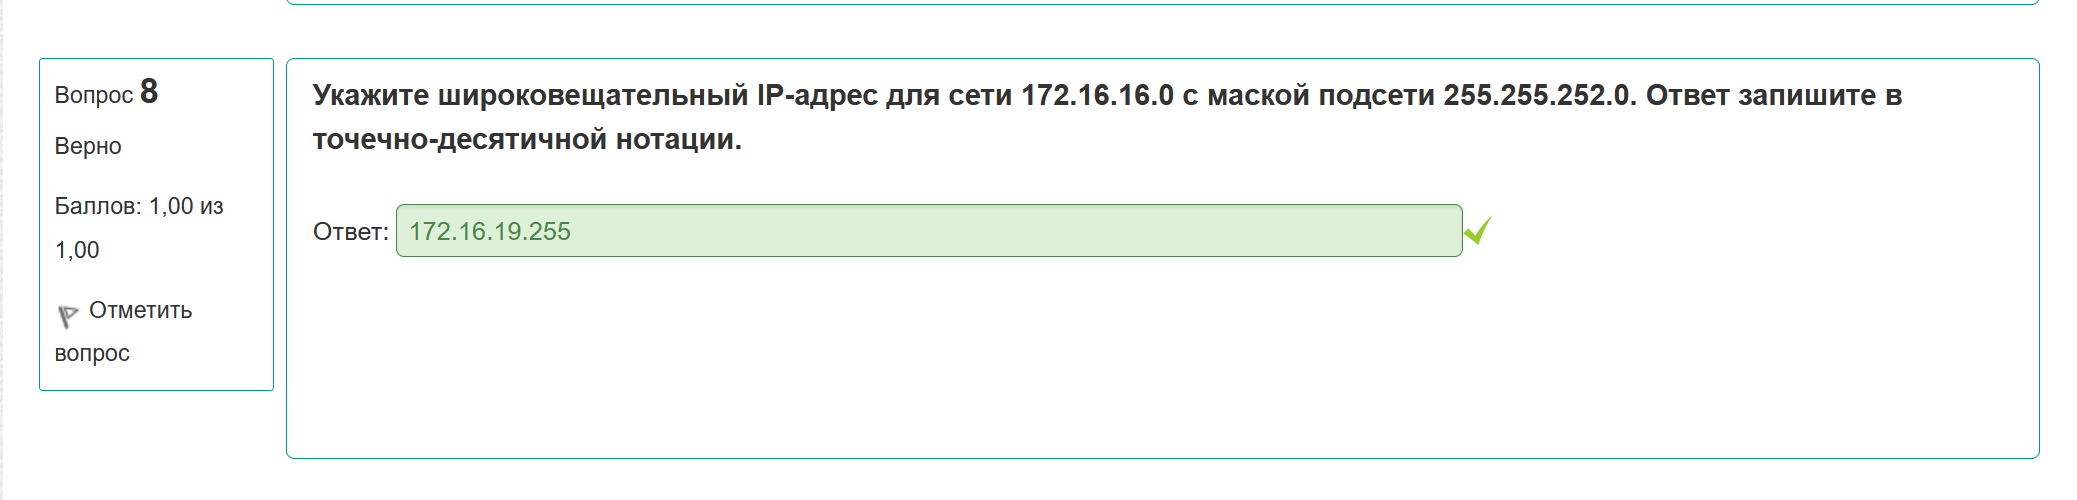 Вопрос 8
Верно
Баллов: 1,00 из
1,00
Отметить
вопрос
Укажите широковещательный IP-адрес для сети 172.16.16.0 с маской подсети 255.255.252.0. Ответ запишите в
точечно-десятичной нотации.
Ответ: 172.16.19.255